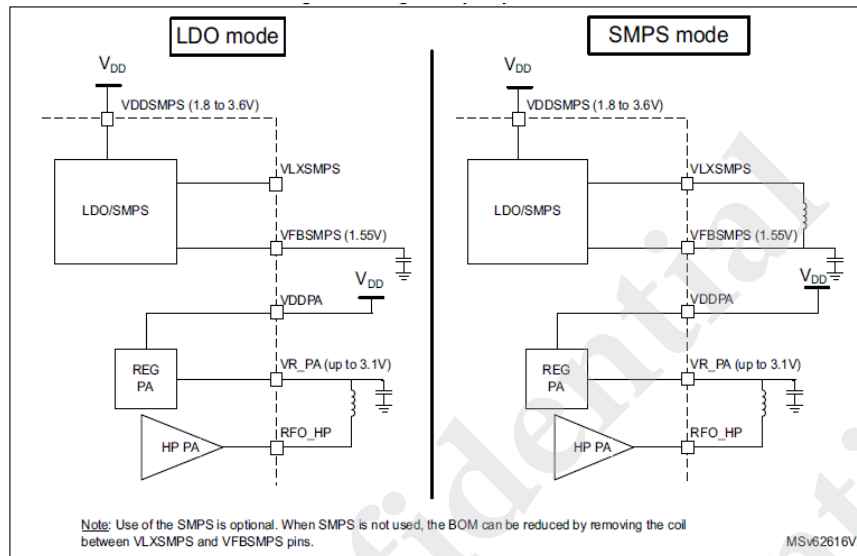 LDO mode
SMPS mode
VDD
VDD
VDDSMPS (1.8 to 3.6V)
VDDSMPS (1.8 to 3.6V)
VLXSMPS
VLXSMPS
LDO/SMPS
LDO/SMPS
VFBSMPS (1.55V)
VFBSMPS (1.55V)
VDD
VDD
VDDPA
VDDPA
REG
PA
VR_PA (up to 3.1V)
REG
PA
VR_PA (up to 3.1V)
HP PA
RFO_HP
HP PA
RFO_HP
Note: Use of the SMPS is optional. When SMPS is not used, the BOM can be reduced by removing the coil
between VLXSMPS and VFBSMPS pins.
MSv62616V